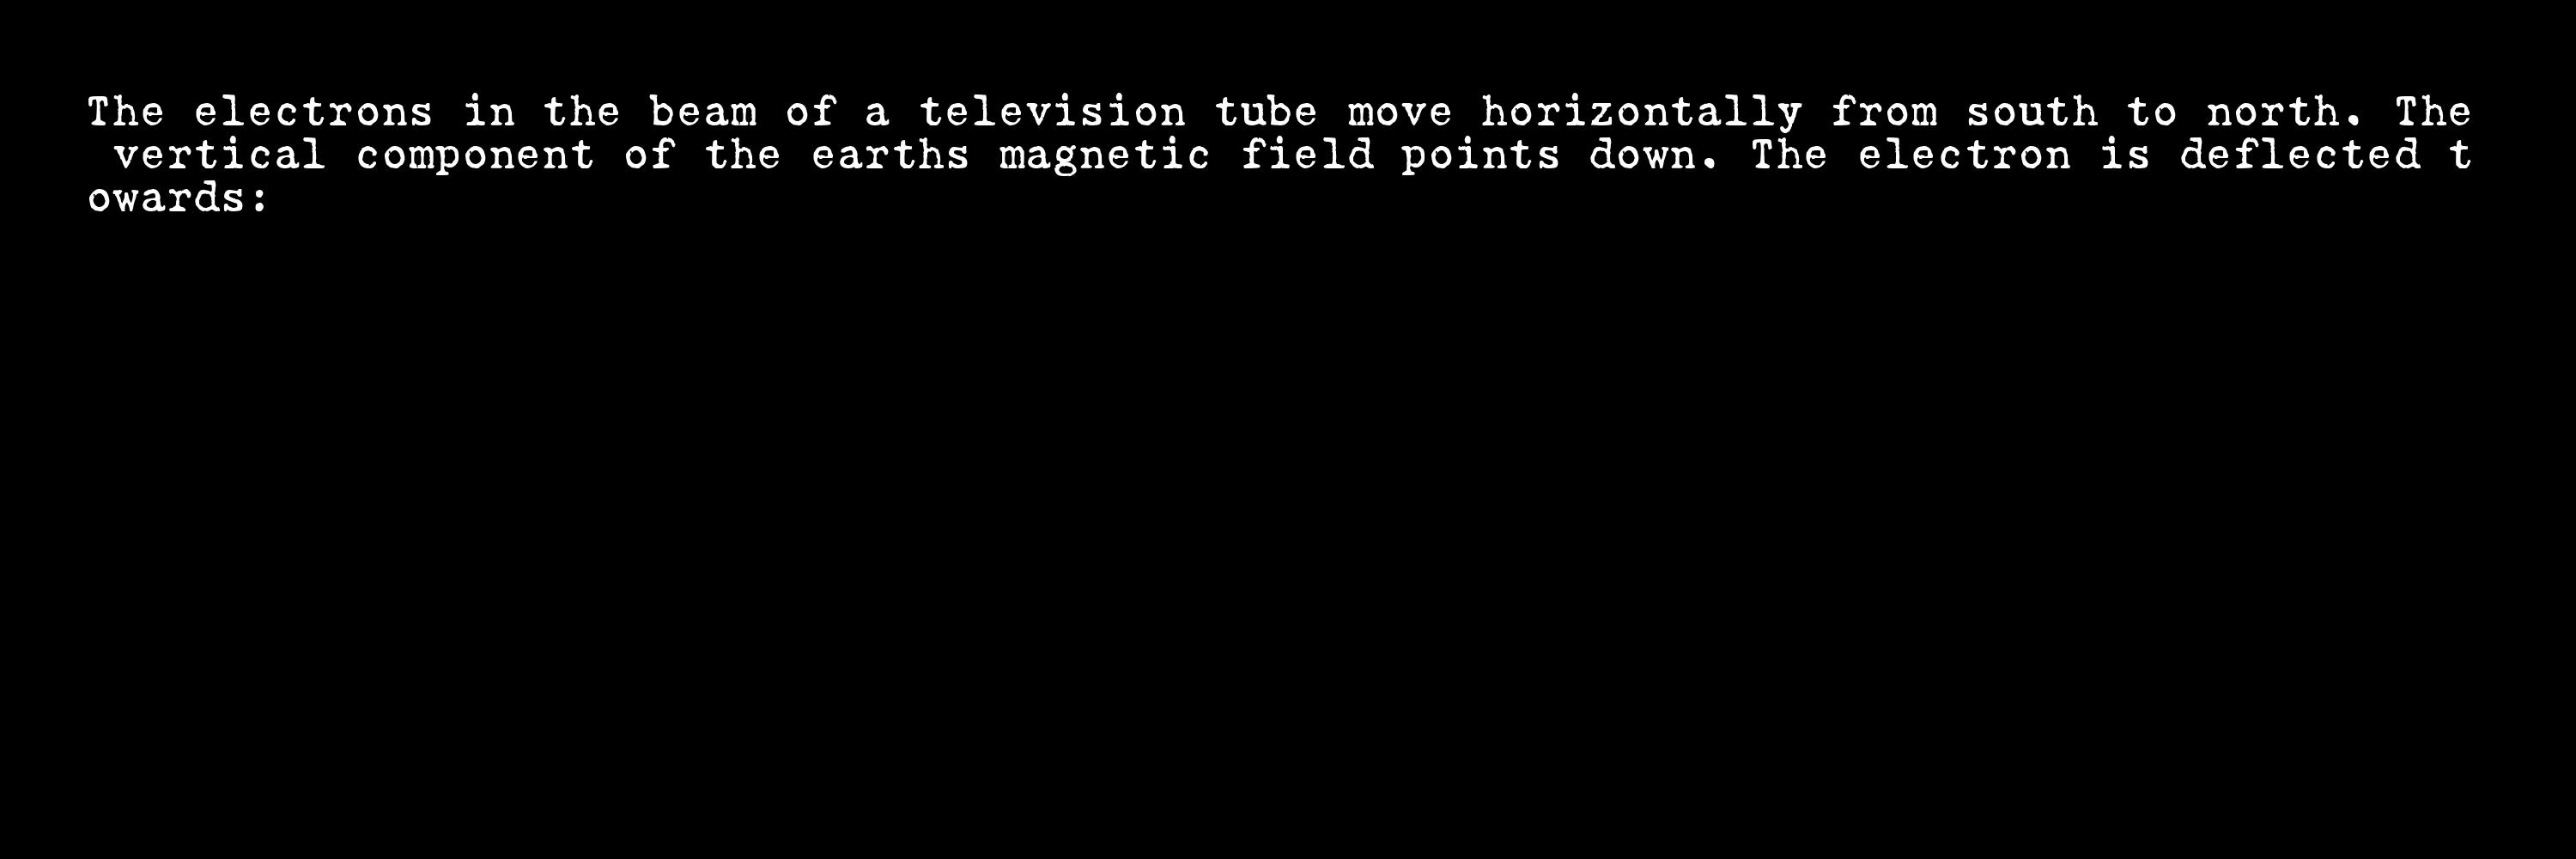 The electrons in the beam of a television tube move horizontally from south to north. The
 vertical component of the earths magnetic field points down. The electron is deflected t
owards: